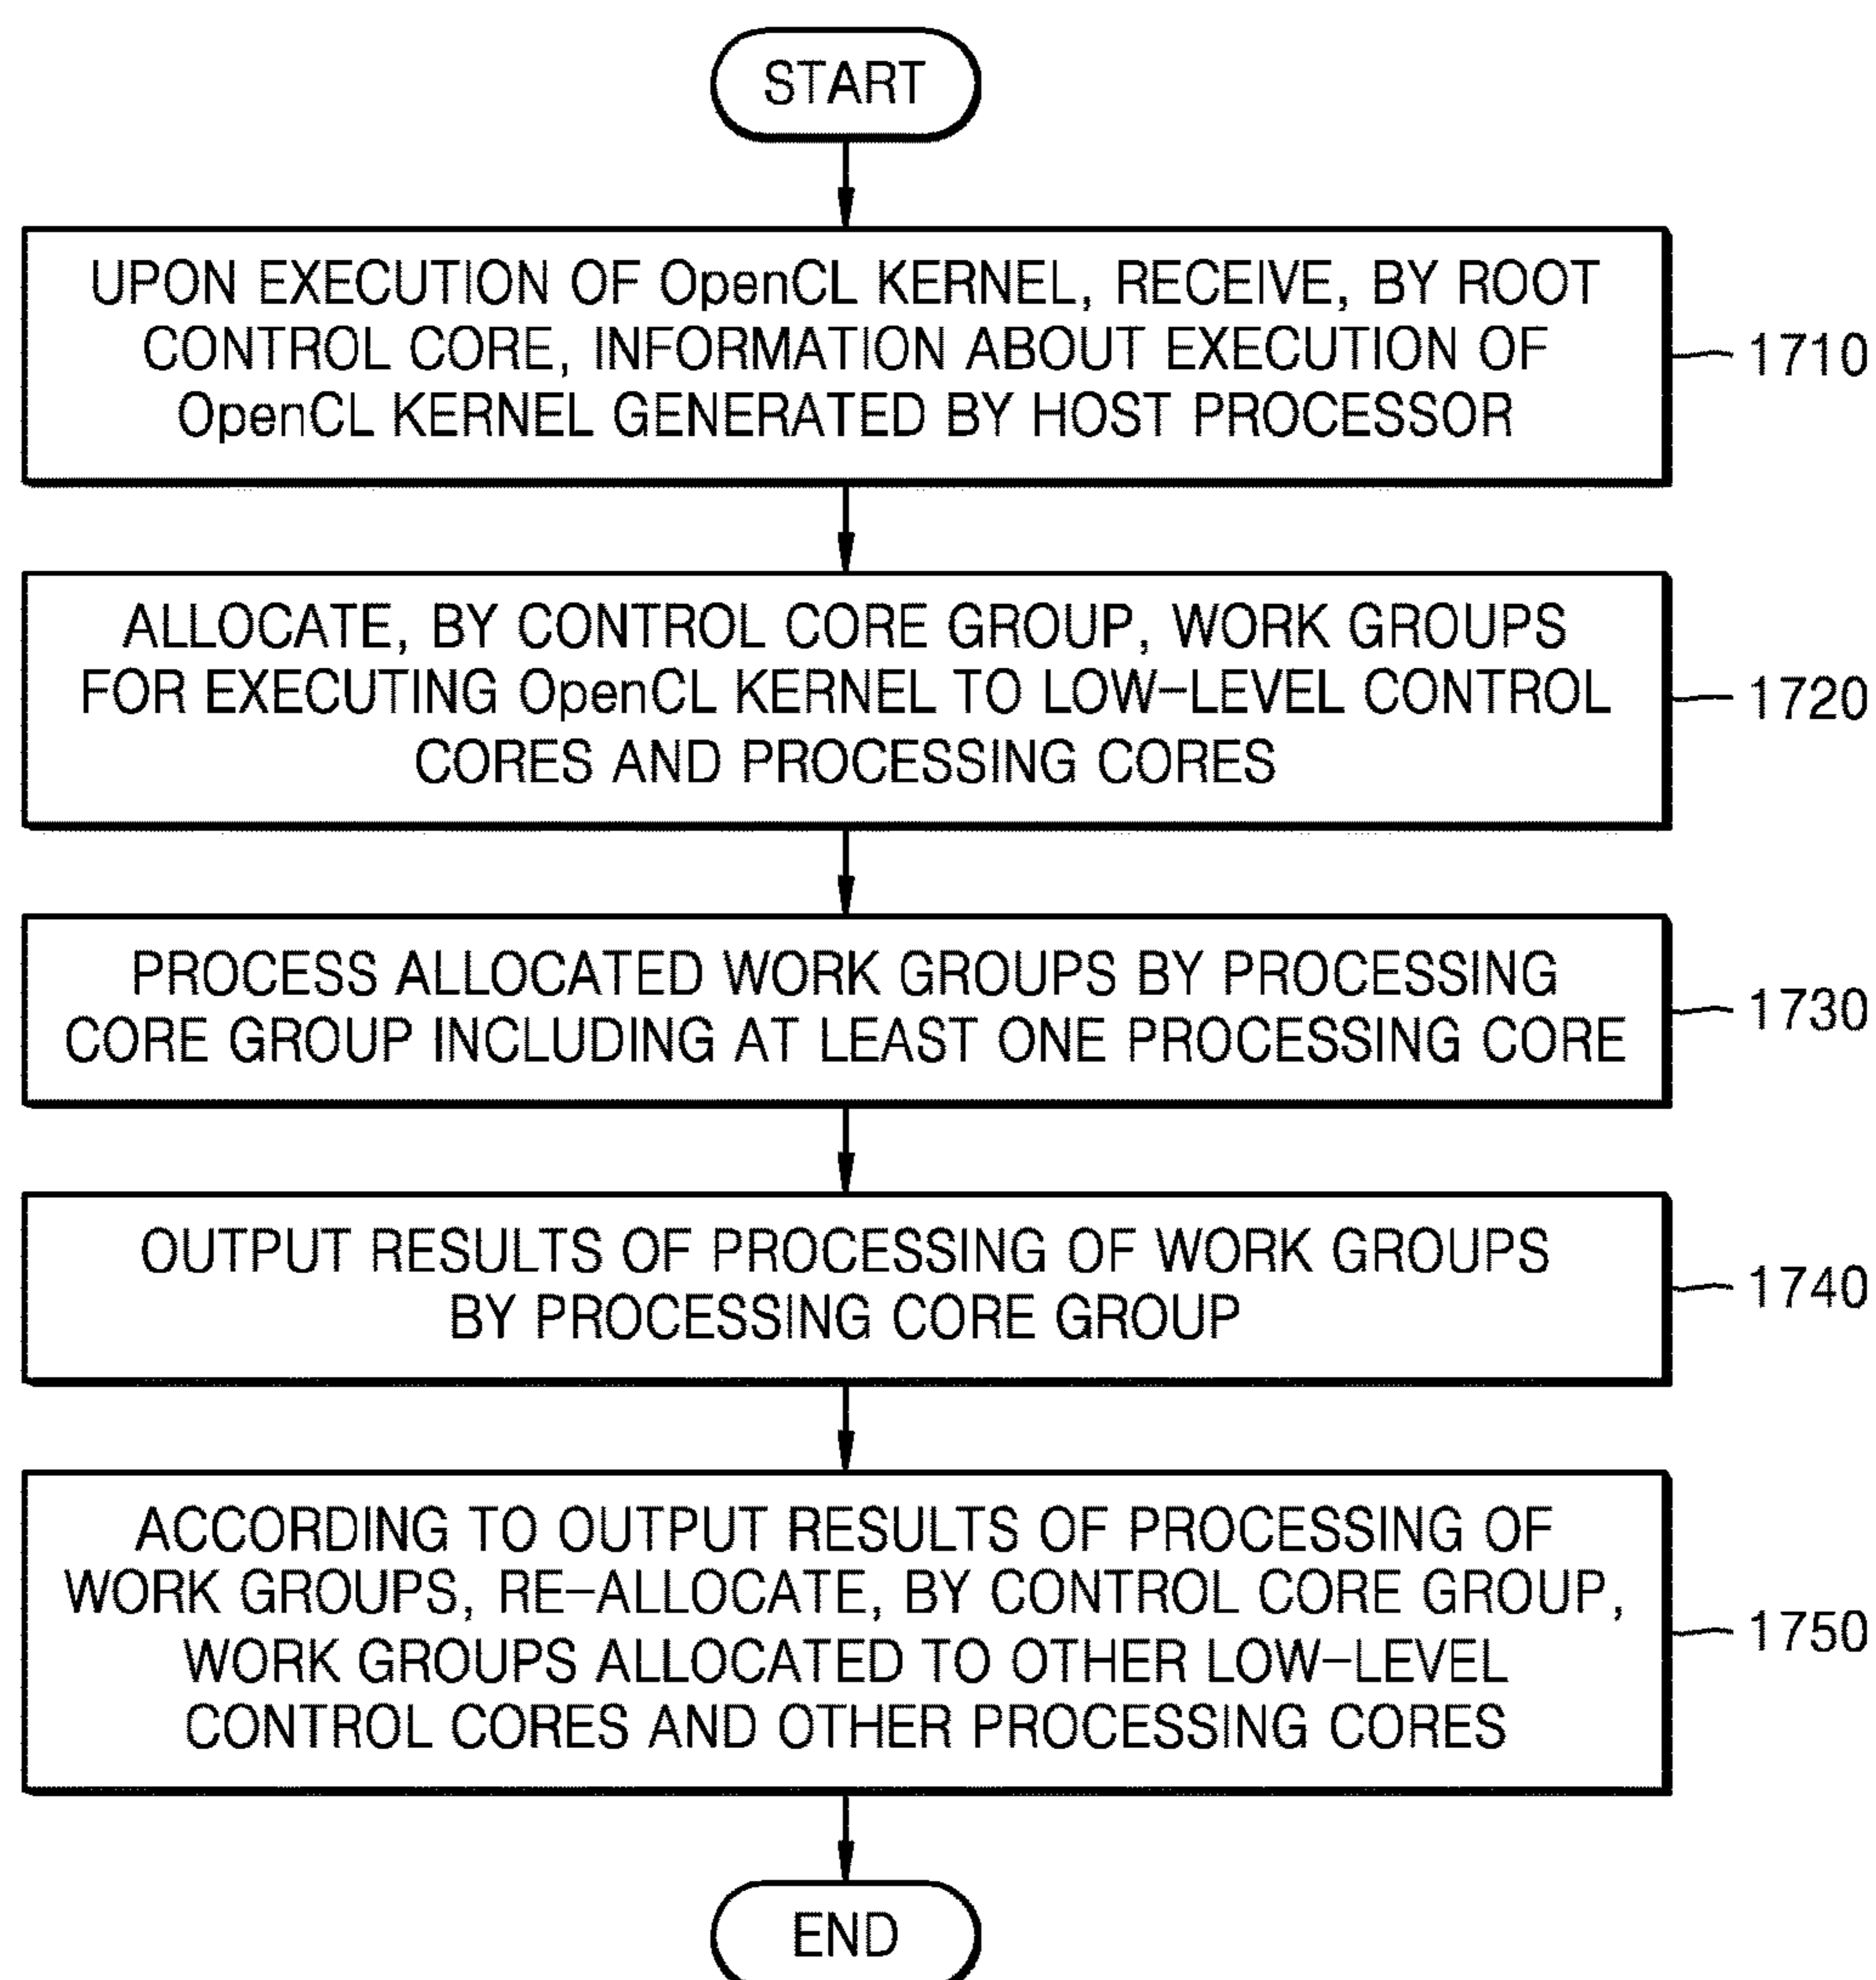 START
UPON EXECUTION OF OpenCL KERNEL, RECEIVE, BY ROOT
CONTROL CORE, INFORMATION ABOUT EXECUTION OF
OpenCL KERNEL GENERATED BY HOST PROCESSOR
1710
ALLOCATE, BY CONTROL CORE GROUP, WORK GROUPS
FOR EXECUTING OpenCL KERNEL TO LOW-LEVEL CONTROL
CORES AND PROCESSING CORES
1720
PROCESS ALLOCATED WORK GROUPS BY PROCESSING
CORE GROUP INCLUDING AT LEAST ONE PROCESSING CORE
1730
OUTPUT RESULTS OF PROCESSING OF WORK GROUPS
BY PROCESSING CORE GROUP
1740
ACCORDING TO OUTPUT RESULTS OF PROCESSING OF
WORK GROUPS, RE-ALLOCATE, BY CONTROL CORE GROUP,
WORK GROUPS ALLOCATED TO OTHER LOW-LEVEL
CONTROL CORES AND OTHER PROCESSING CORES
1750
END